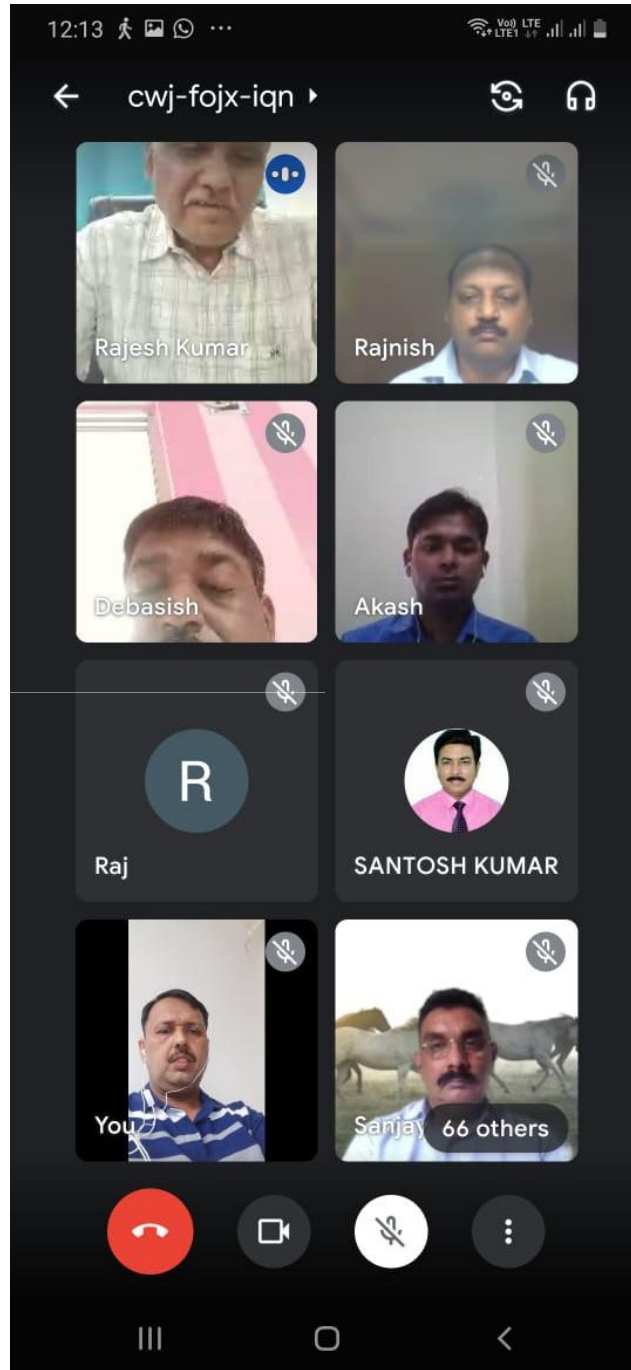 12:13
Vo) LTE
LTE1
cwj-fojx-iqn
Rajesh Kumar
Rajnish
Debasish
Akash
R
Raj
SANTOSH KUMAR
You
Sanjay
66 others